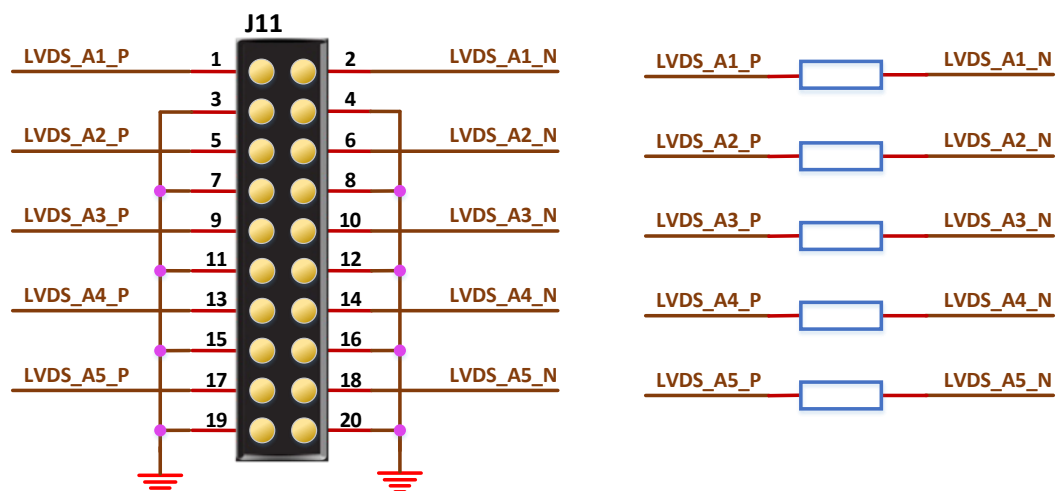 J11
LVDS_A1_P 1 2 LVDS_A1_N
3 4
LVDS_A2_P 5 6 LVDS_A2_N
7 8
LVDS_A3_P 9 10 LVDS_A3_N
11 12
LVDS_A4_P 13 14 LVDS_A4_N
15 16
LVDS_A5_P 17 18 LVDS_A5_N
19 20
LVDS_A1_P LVDS_A1_N
LVDS_A2_P LVDS_A2_N
LVDS_A3_P LVDS_A3_N
LVDS_A4_P LVDS_A4_N
LVDS_A5_P LVDS_A5_N